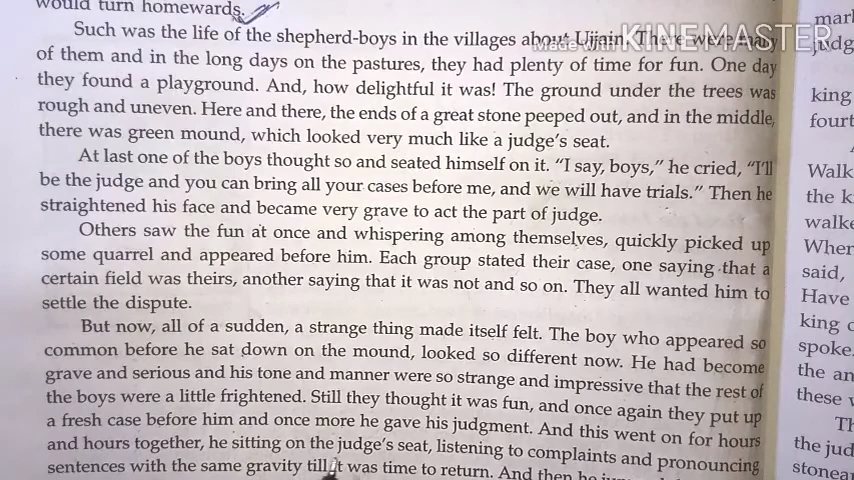 would turn homewards.
Such was the life of the shepherd-boys in the villages about Ujjain. There were many
of them and in the long days on the pastures, they had plenty of time for fun. One day
they found a playground. And, how delightful it was! The ground under the trees was
rough and uneven. Here and there, the ends of a great stone peeped out, and in the middle,
there was green mound, which looked very much like a judge's seat.
At last one of the boys thought so and seated himself on it. “I say, boys,” he cried, “I'll
be the judge and you can bring all your cases before me, and we will have trials.” Then he
straightened his face and became very grave to act the part of judge.
Others saw the fun at once and whispering among themselves, quickly picked up
some quarrel and appeared before him. Each group stated their case, one saying that a
certain field was theirs, another saying that it was not and so on. They all wanted him to
settle the dispute.
But now, all of a sudden, a strange thing made itself felt. The boy who appeared so
common before he sat down on the mound, looked so different now. He had become
grave and serious and his tone and manner were so strange and impressive that the rest of
the boys were a little frightened. Still they thought it was fun, and once again they put up
a fresh case before him and once more he gave his judgment. And this went on for hours
and hours together, he sitting on the judge's seat, listening to complaints and pronouncing
sentences with the same gravity till it was time to return. And then he
Made with KINEMASTER
judg
king
fourt
Walk
the k
walke
Wher
said,
Have
king c
spoke.
the an
these
Th
the jud
stonea